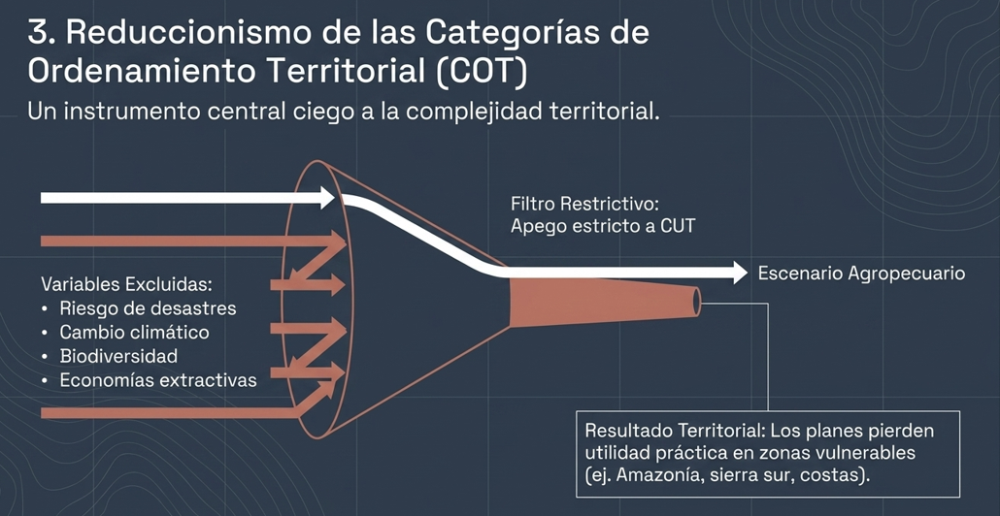 3. Reduccionismo de las Categorías de
Ordenamiento Territorial (COT)
Un instrumento central ciego a la complejidad territorial.
Variables Excluidas:
• Riesgo de desastres
• Cambio climático
• Biodiversidad
• Economías extractivas
Filtro Restrictivo:
Apego estricto a CUT
Escenario Agropecuario
Resultado Territorial: Los planes pierden
utilidad práctica en zonas vulnerables
(ej. Amazonía, sierra sur, costas).